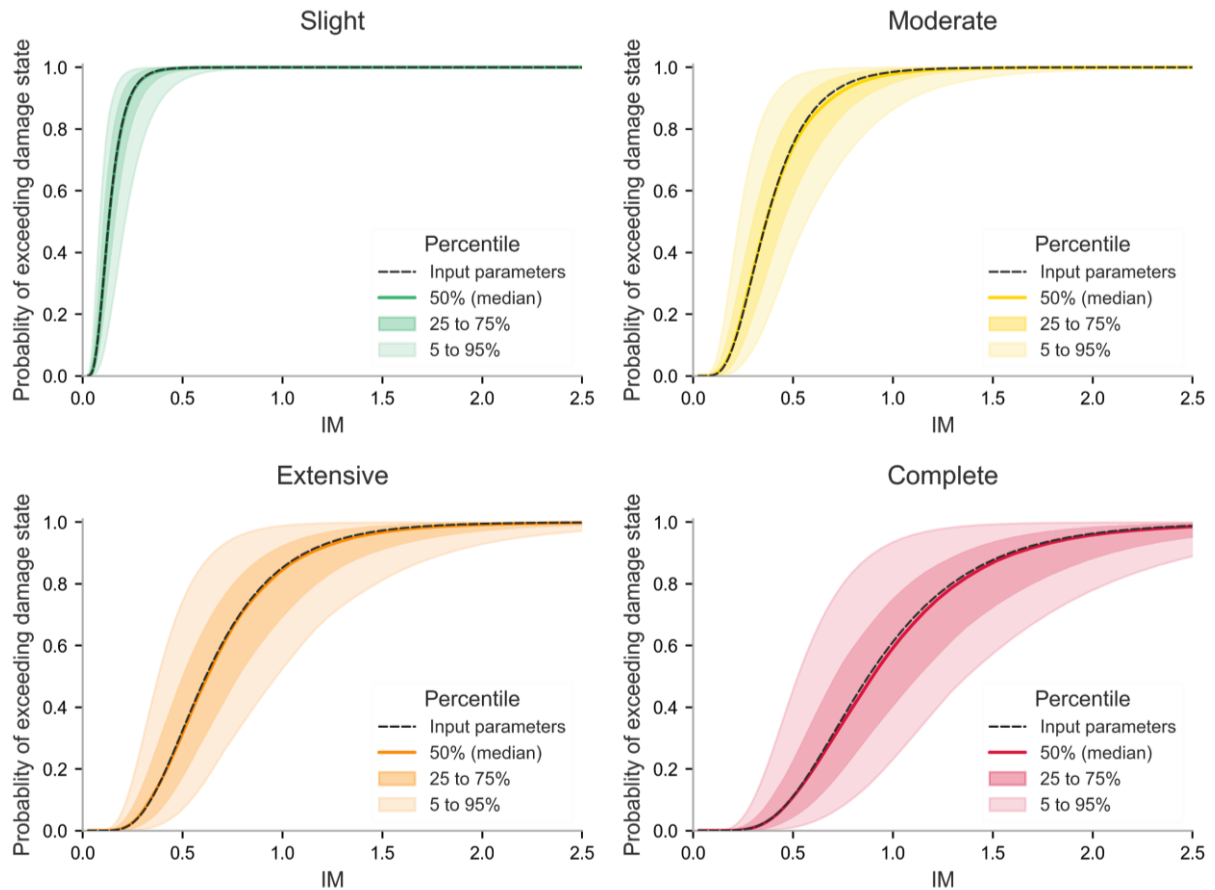 Slight
Probablity of exceeding damage state
1.0
0.8
0.6
0.4
0.2
0.0
Percentile
Input parameters
50% (median)
25 to 75%
5 to 95%
0.0 0.5 1.0 1.5 2.0 2.5
IM
Moderate
Probablity of exceeding damage state
1.0
0.8
0.6
0.4
0.2
0.0
Percentile
Input parameters
50% (median)
25 to 75%
5 to 95%
0.0 0.5 1.0 1.5 2.0 2.5
IM
Extensive
Probablity of exceeding damage state
1.0
0.8
0.6
0.4
0.2
0.0
Percentile
Input parameters
50% (median)
25 to 75%
5 to 95%
0.0 0.5 1.0 1.5 2.0 2.5
IM
Complete
Probablity of exceeding damage state
1.0
0.8
0.6
0.4
0.2
0.0
Percentile
Input parameters
50% (median)
25 to 75%
5 to 95%
0.0 0.5 1.0 1.5 2.0 2.5
IM